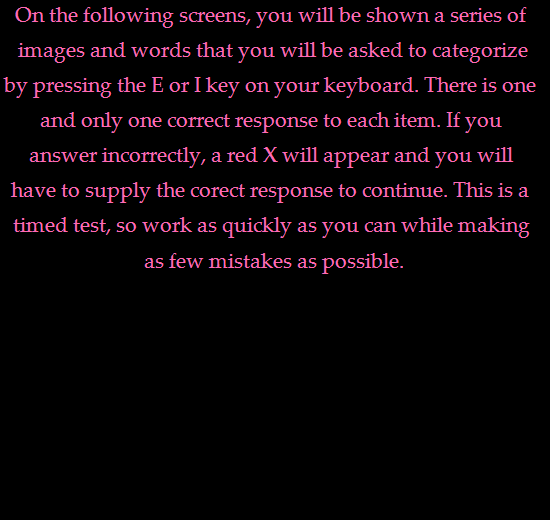 On the following screens, you will be shown a series of
images and words that you will be asked to categorize
by pressing the E or I key on your keyboard. There is one
and only one correct response to each item. If you
answer incorrectly, a red X will appear and you will
have to supply the corect response to continue. This is a
timed test, so work as quickly as you can while making
as few mistakes as possible.